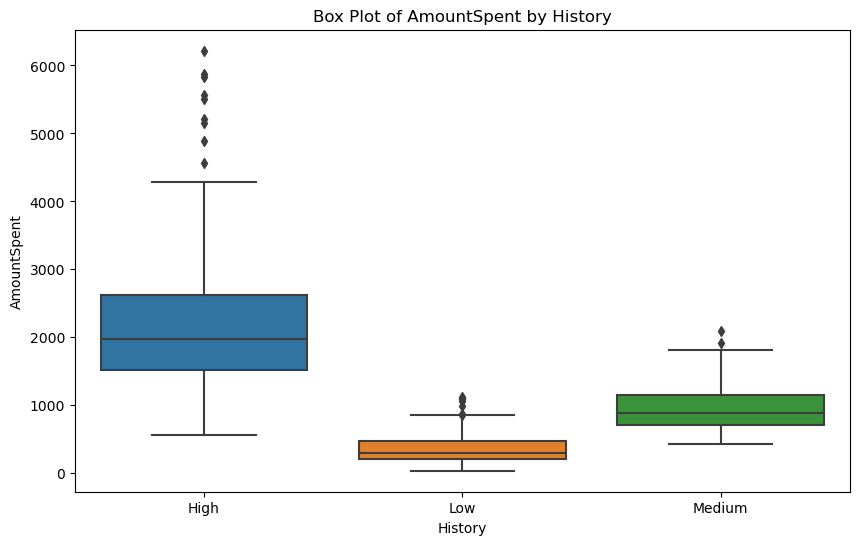 Box Plot of AmountSpent by History
6000
5000
4000
3000
2000
1000
0
AmountSpent
High
Low
Medium
History